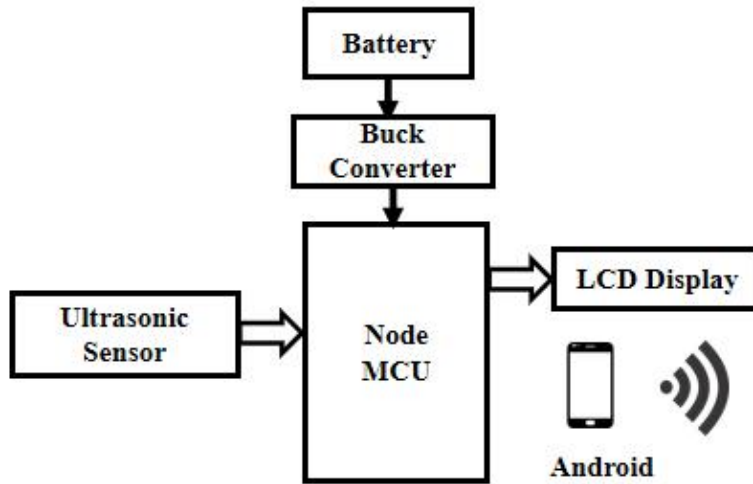 Battery
Buck
Converter
Ultrasonic
Sensor
Node
MCU
LCD Display
Android